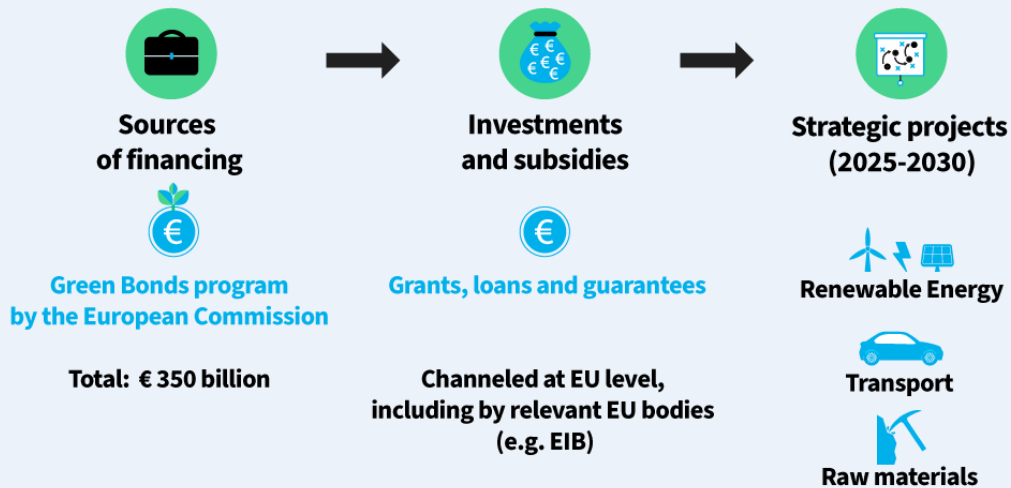 Sources
of financing
Investments
and subsidies
Strategic projects
(2025-2030)
€
€ € € € € €
€
Green Bonds program
by the European Commission
Grants, loans and guarantees
Renewable Energy
Total: € 350 billion
Channeled at EU level,
including by relevant EU bodies
(e.g. EIB)
Transport
Raw materials